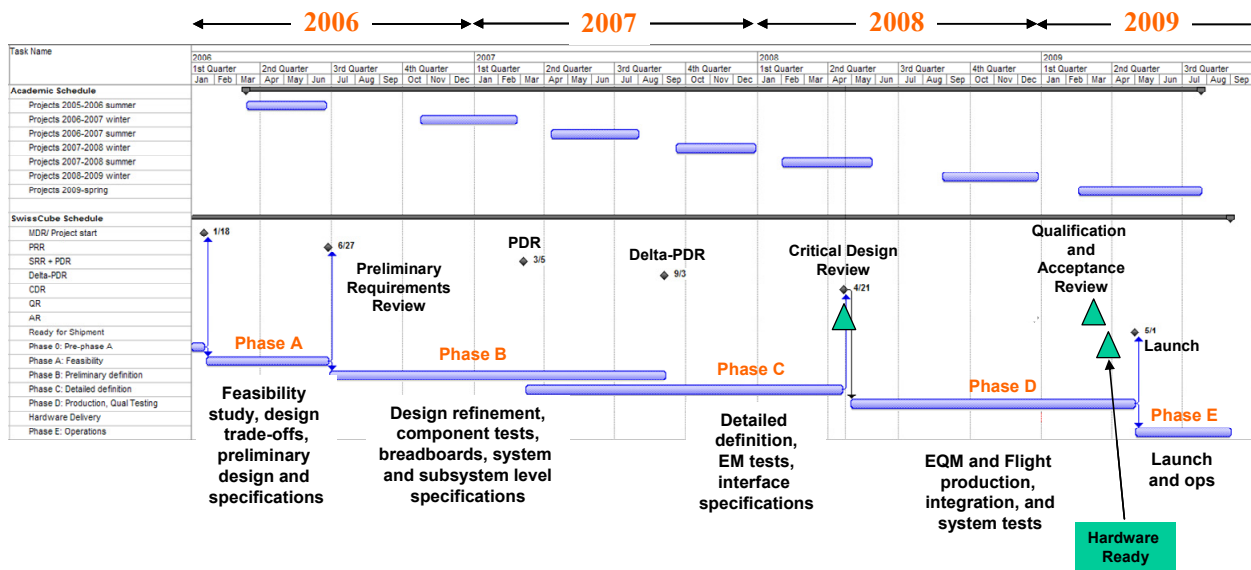 2006 2007 2008 2009
Task Name
2006 2007 2008 2009
1st Quarter 2nd Quarter 3rd Quarter 4th Quarter 1st Quarter 2nd Quarter 3rd Quarter 4th Quarter 1st Quarter 2nd Quarter 3rd Quarter 4th Quarter 1st Quarter 2nd Quarter 3rd Quarter
Jan Feb Mar Apr May Jun Jul Aug Sep Oct Nov Dec Jan Feb Mar Apr May Jun Jul Aug Sep Oct Nov Dec Jan Feb Mar Apr May Jun Jul Aug Sep Oct Nov Dec Jan Feb Mar Apr May Jun Jul Aug Sep
Academic Schedule
Projects 2005-2006 summer
Projects 2006-2007 winter
Projects 2006-2007 summer
Projects 2007-2008 winter
Projects 2007-2008 summer
Projects 2008-2009 winter
Projects 2009-spring
SwissCube Schedule
MDR/ Project start
PRR
SRR + PDR
Delta-PDR
CDR
QR
AR
Ready for Shipment
Phase 0: Pre-phase A
Phase A: Feasibility
Phase B: Preliminary definition
Phase C: Detailed definition
Phase D: Production, Qual Testing
Hardware Delivery
Phase E: Operations
1/18
6/27
Preliminary
Requirements
Review
PDR
3/5
Delta-PDR
9/3
Critical Design
Review
4/21
Qualification
and
Acceptance
Review
5/1
Launch
Phase A
Phase B
Phase C
Phase D
Phase E
Feasibility
study, design
trade-offs,
preliminary
design and
specifications
Design refinement,
component tests,
breadboards, system
and subsystem level
specifications
Detailed
definition,
EM tests,
interface
specifications
EQM and Flight
production,
integration, and
system tests
Launch
and ops
Hardware
Ready